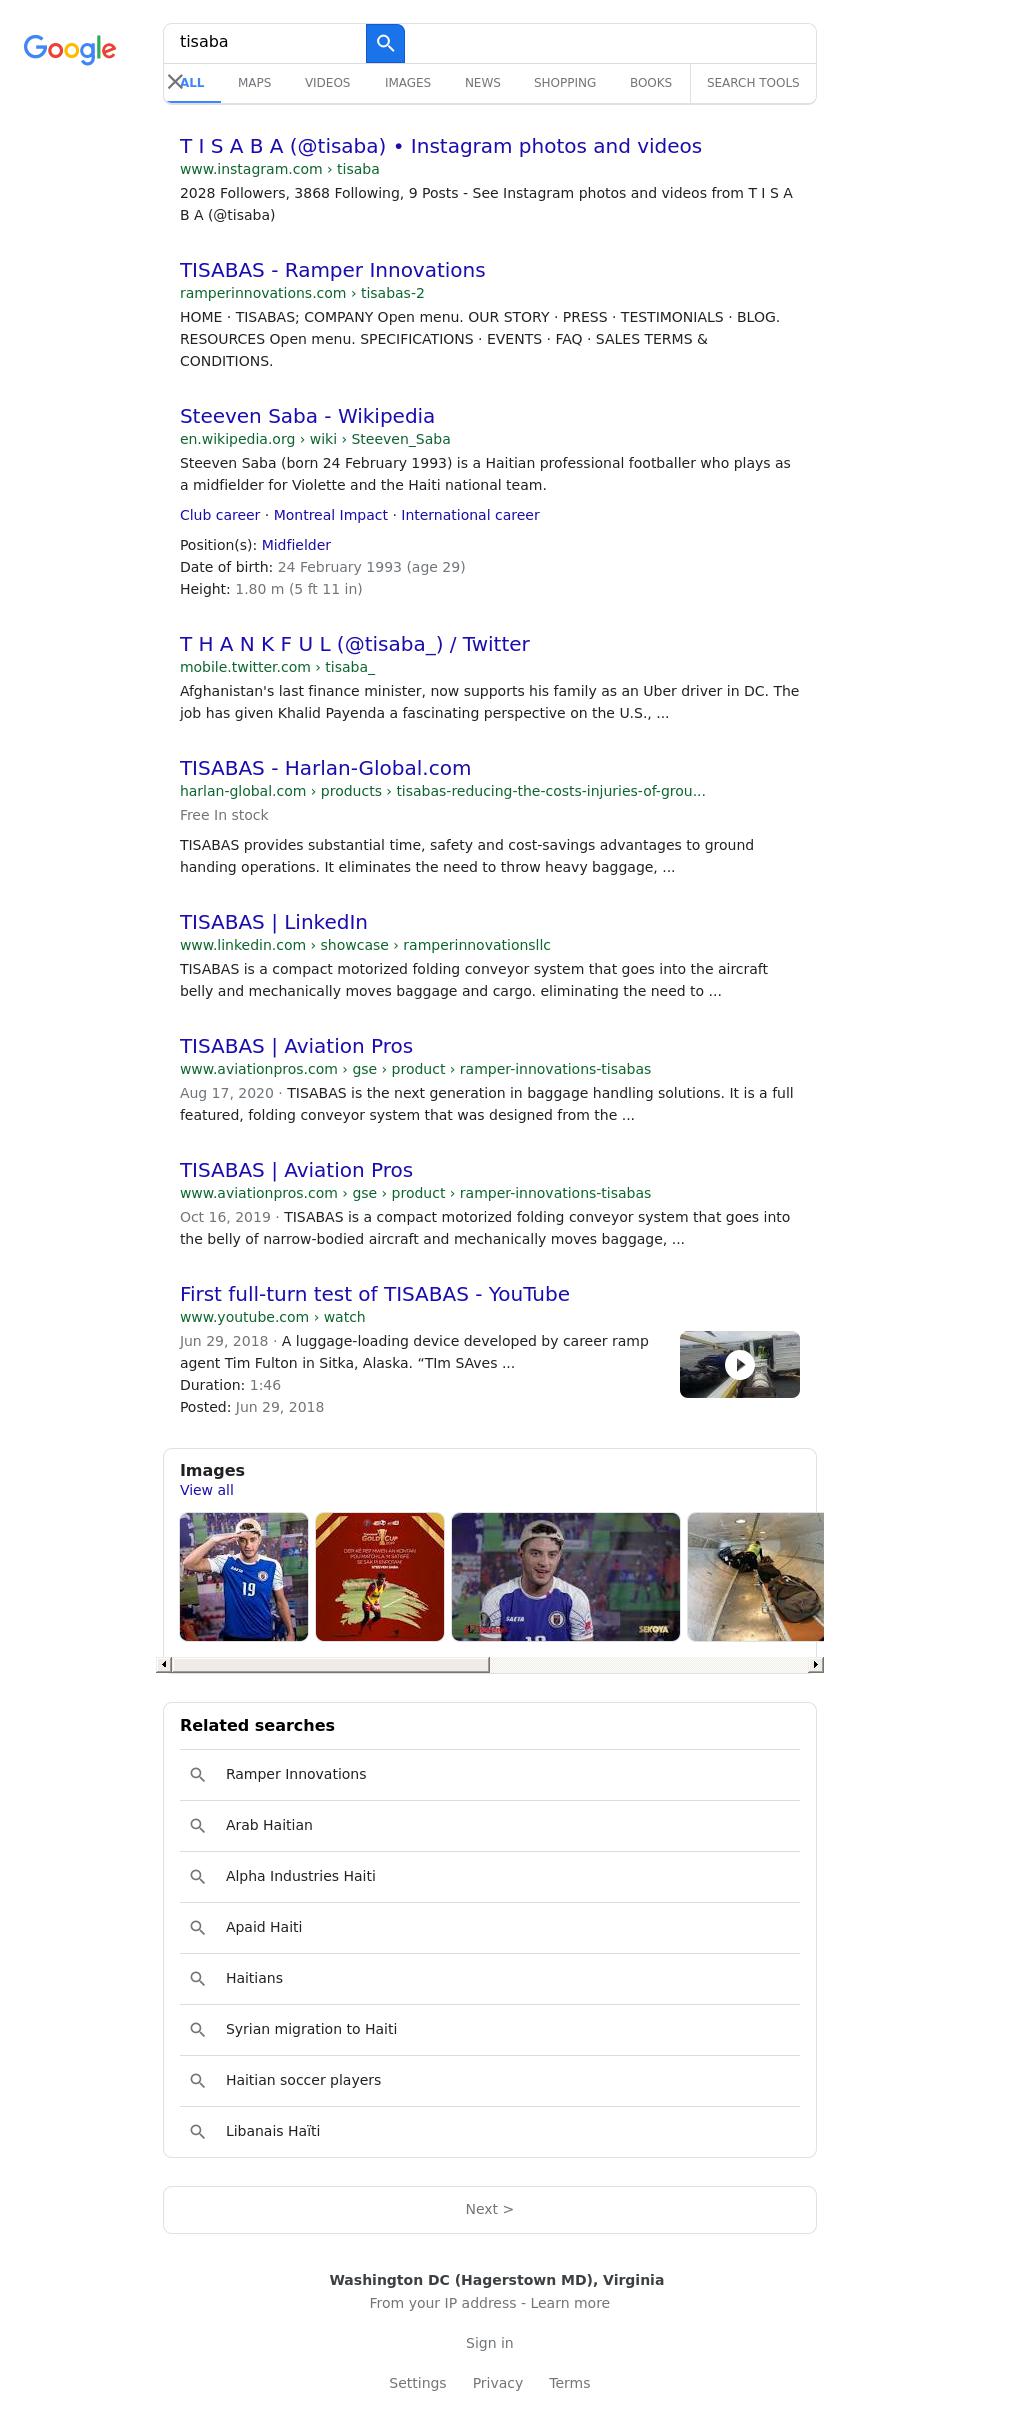 Google
tisaba
ALL MAPS VIDEOS IMAGES NEWS SHOPPING BOOKS SEARCH TOOLS
T I S A B A (@tisaba) • Instagram photos and videos
www.instagram.com › tisaba
2028 Followers, 3868 Following, 9 Posts - See Instagram photos and videos from T I S A
B A (@tisaba)
TISABAS - Ramper Innovations
ramperinnovations.com › tisabas-2
HOME · TISABAS; COMPANY Open menu. OUR STORY · PRESS · TESTIMONIALS · BLOG.
RESOURCES Open menu. SPECIFICATIONS · EVENTS · FAQ · SALES TERMS &
CONDITIONS.
Steeven Saba - Wikipedia
en.wikipedia.org › wiki › Steeven_Saba
Steeven Saba (born 24 February 1993) is a Haitian professional footballer who plays as
a midfielder for Violette and the Haiti national team.
Club career · Montreal Impact · International career
Position(s): Midfielder
Date of birth: 24 February 1993 (age 29)
Height: 1.80 m (5 ft 11 in)
T H A N K F U L (@tisaba_) / Twitter
mobile.twitter.com › tisaba_
Afghanistan's last finance minister, now supports his family as an Uber driver in DC. The
job has given Khalid Payenda a fascinating perspective on the U.S., ...
TISABAS - Harlan-Global.com
harlan-global.com › products › tisabas-reducing-the-costs-injuries-of-grou...
Free In stock
TISABAS provides substantial time, safety and cost-savings advantages to ground
handing operations. It eliminates the need to throw heavy baggage, ...
TISABAS | LinkedIn
www.linkedin.com › showcase › ramperinnovationsllc
TISABAS is a compact motorized folding conveyor system that goes into the aircraft
belly and mechanically moves baggage and cargo. eliminating the need to ...
TISABAS | Aviation Pros
www.aviationpros.com › gse › product › ramper-innovations-tisabas
Aug 17, 2020 · TISABAS is the next generation in baggage handling solutions. It is a full
featured, folding conveyor system that was designed from the ...
TISABAS | Aviation Pros
www.aviationpros.com › gse › product › ramper-innovations-tisabas
Oct 16, 2019 · TISABAS is a compact motorized folding conveyor system that goes into
the belly of narrow-bodied aircraft and mechanically moves baggage, ...
First full-turn test of TISABAS - YouTube
www.youtube.com › watch
Jun 29, 2018 · A luggage-loading device developed by career ramp
agent Tim Fulton in Sitka, Alaska. “TIm SAves ...
Duration: 1:46
Posted: Jun 29, 2018
Images
View all
19
GOLD CUP
STEEVEN SABA
SAETA
SEKOYA
Related searches
Ramper Innovations
Arab Haitian
Alpha Industries Haiti
Apaid Haiti
Haitians
Syrian migration to Haiti
Haitian soccer players
Libanais Haïti
Next >
Washington DC (Hagerstown MD), Virginia
From your IP address - Learn more
Sign in
Settings Privacy Terms